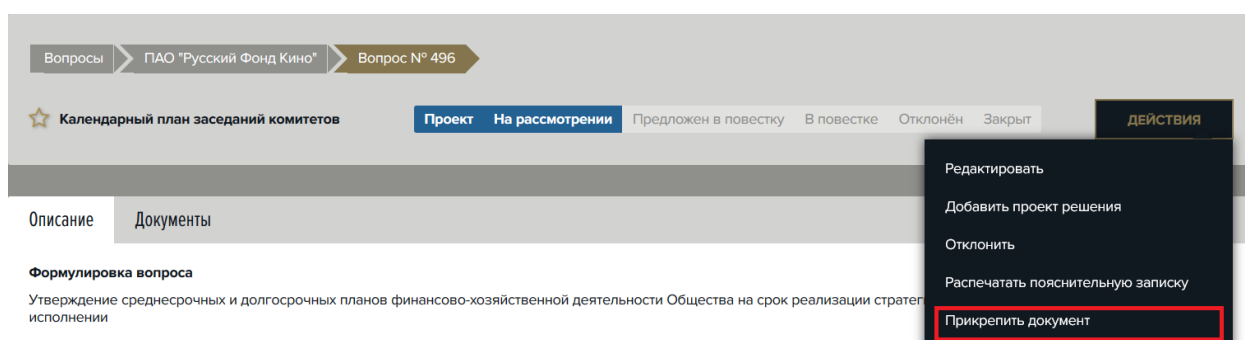 Вопросы ПАО "Русский Фонд Кино" Вопрос № 496
Календарный план заседаний комитетов Проект На рассмотрении Предложен в повестку В повестке Отклонён Закрыт ДЕЙСТВИЯ
Редактировать
Добавить проект решения
Отклонить
Распечатать пояснительную записку
Прикрепить документ
Описание Документы
Формулировка вопроса
Утверждение среднесрочных и долгосрочных планов финансово-хозяйственной деятельности Общества на срок реализации стратег
исполнении